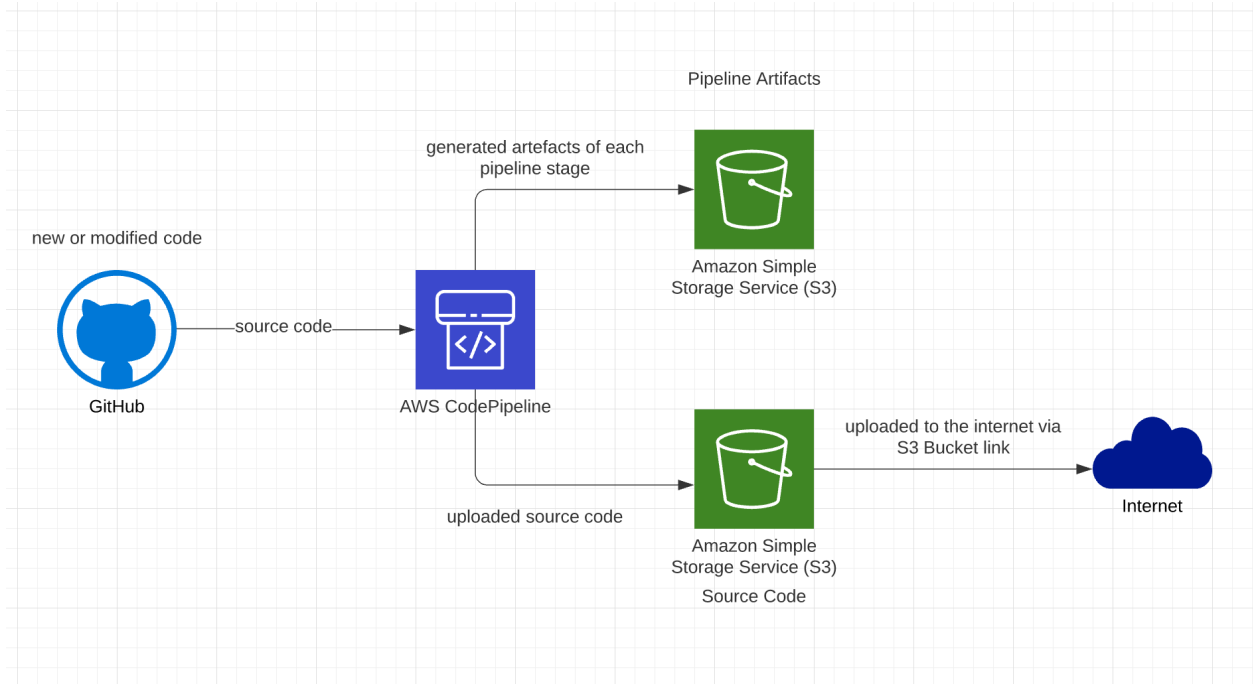 Pipeline Artifacts
generated artefacts of each
pipeline stage
Amazon Simple
Storage Service (S3)
new or modified code
GitHub
source code
AWS CodePipeline
uploaded source code
Amazon Simple
Storage Service (S3)
Source Code
uploaded to the internet via
S3 Bucket link
Internet